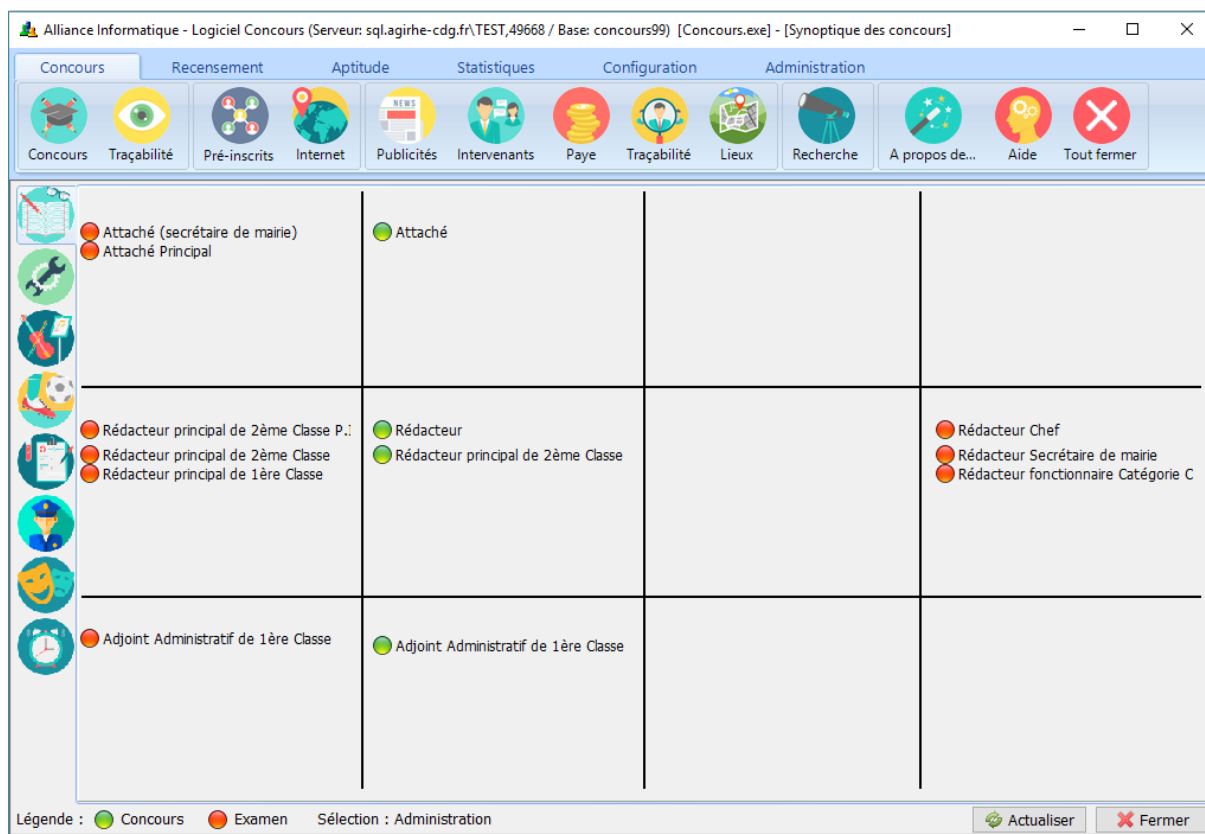 Alliance Informatique - Logiciel Concours (Serveur: sql.agirhe-cdg.fr\TEST,49668 / Base: concours99) [Concours.exe] - [Synoptique des concours]
Concours Recensement Aptitude Statistiques Configuration Administration
NEWS
Concours Traçabilité Pré-inscrits Internet Publicités Intervenants Paye Traçabilité Lieux Recherche A propos de... Aide Tout fermer
Attaché (secrétaire de mairie) Attaché
Attaché Principal
Rédacteur principal de 2ème Classe P.I Rédacteur Rédacteur Chef
Rédacteur principal de 2ème Classe Rédacteur principal de 2ème Classe Rédacteur Secrétaire de mairie
Rédacteur principal de 1ère Classe Rédacteur fonctionnaire Catégorie C
Adjoint Administratif de 1ère Classe Adjoint Administratif de 1ère Classe
Légende : Concours Examen Sélection : Administration Actualiser Fermer